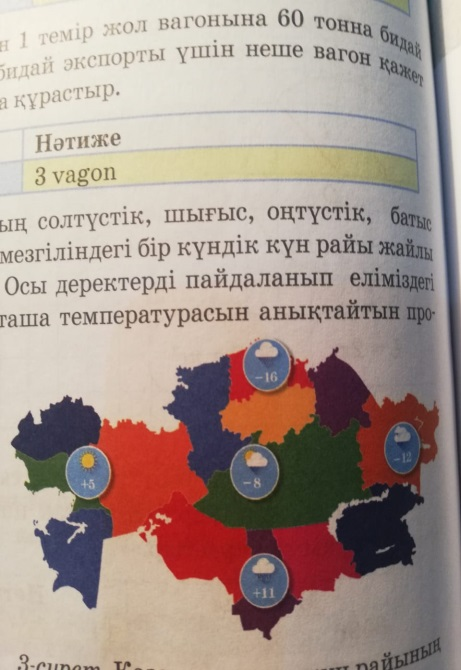 н 1 темір жол вагонына 60 тонна бидай
бидай экспорты үшін неше вагон қажет
а құрастыр.
Нәтиже
3 vagon
ың солтүстік, шығыс, оңтүстік, батыс
мезгіліндегі бір күндік күн райы жайлы
Осы деректерді пайдаланып еліміздегі
таша температурасын анықтайтын про-
−16
+5
−8
−12
+11
3-сурет.
райының